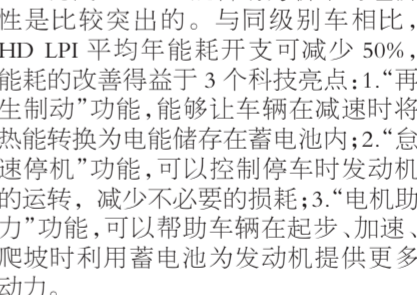 性是比较突出的。与同级别车相比，
HD LPI 平均年能耗开支可减少 50%，
能耗的改善得益于 3 个科技亮点：1.“再
生制动”功能，能够让车辆在减速时将
热能转换为电能储存在蓄电池内；2.“怠
速停机”功能，可以控制停车时发动机
的运转，减少不必要的损耗；3.“电机助
力”功能，可以帮助车辆在起步、加速、
爬坡时利用蓄电池为发动机提供更多
动力。